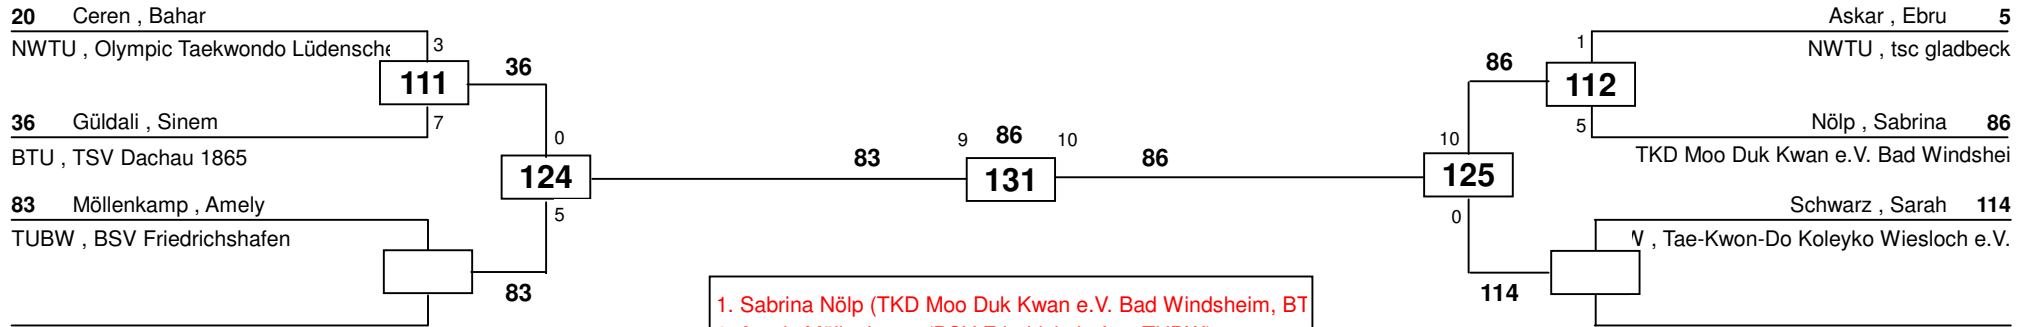 20 Ceren , Bahar
NWTU , Olympic Taekwondo Lüdensche
3
111
36
36 Güldali , Sinem
7
BTU , TSV Dachau 1865
0
124
5
83 Möllenkamp , Amely
TUBW , BSV Friedrichshafen
83
83
9 86 10
131
86
Askar , Ebru 5
1
NWTU , tsc gladbeck
86
112
Nölp , Sabrina 86
5
TKD Moo Duk Kwan e.V. Bad Windshei
10
125
0
Schwarz , Sarah 114
, Tae-Kwon-Do Koleyko Wiesloch e.V.
114
1. Sabrina Nölp (TKD Moo Duk Kwan e.V. Bad Windsheim, BT